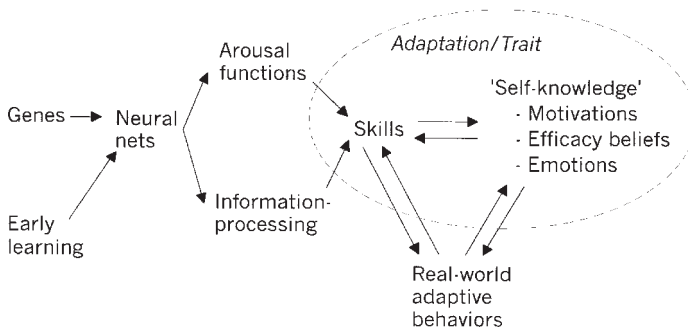 Arousal
functions
Adaptation/Trait
Genes
Neural
nets
Skills
'Self-knowledge'
- Motivations
- Efficacy beliefs
- Emotions
Early
learning
Information-
processing
Real-world
adaptive
behaviors